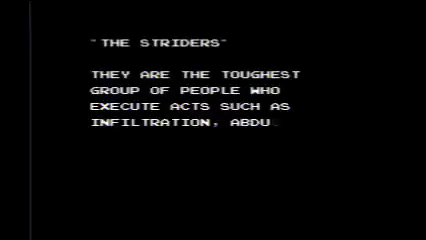 "THE STRIDERS"
THEY ARE THE TOUGHEST
GROUP OF PEOPLE WHO
EXECUTE ACTS SUCH AS
INFILTRATION, ABDU